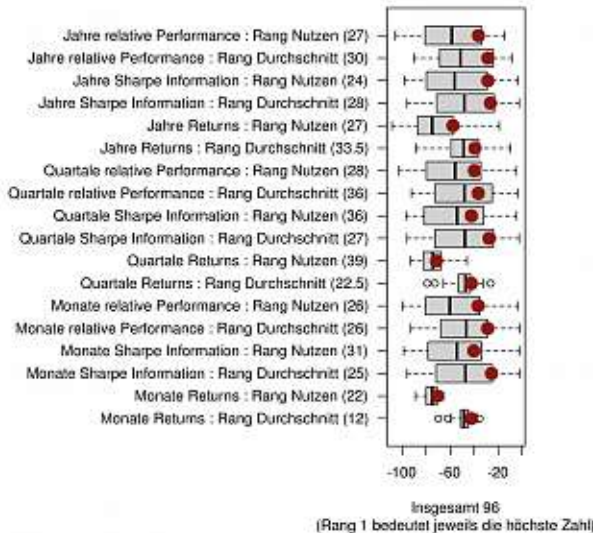 Jahre relative Performance : Rang Nutzen (27)
Jahre relative Performance : Rang Durchschnitt (30)
Jahre Sharpe Information : Rang Nutzen (24)
Jahre Sharpe Information : Rang Durchschnitt (28)
Jahre Returns : Rang Nutzen (27)
Jahre Returns : Rang Durchschnitt (33.5)
Quartale relative Performance : Rang Nutzen (28)
Quartale relative Performance : Rang Durchschnitt (36)
Quartale Sharpe Information : Rang Nutzen (36)
Quartale Sharpe Information : Rang Durchschnitt (27)
Quartale Returns : Rang Nutzen (39)
Quartale Returns : Rang Durchschnitt (22.5)
Monate relative Performance : Rang Nutzen (26)
Monate relative Performance : Rang Durchschnitt (26)
Monate Sharpe Information : Rang Nutzen (31)
Monate Sharpe Information : Rang Durchschnitt (25)
Monate Returns : Rang Nutzen (22)
Monate Returns : Rang Durchschnitt (12)
-100 -60 -20
Insgesamt 96
(Rang 1 bedeutet jeweils die höchste Zahl)